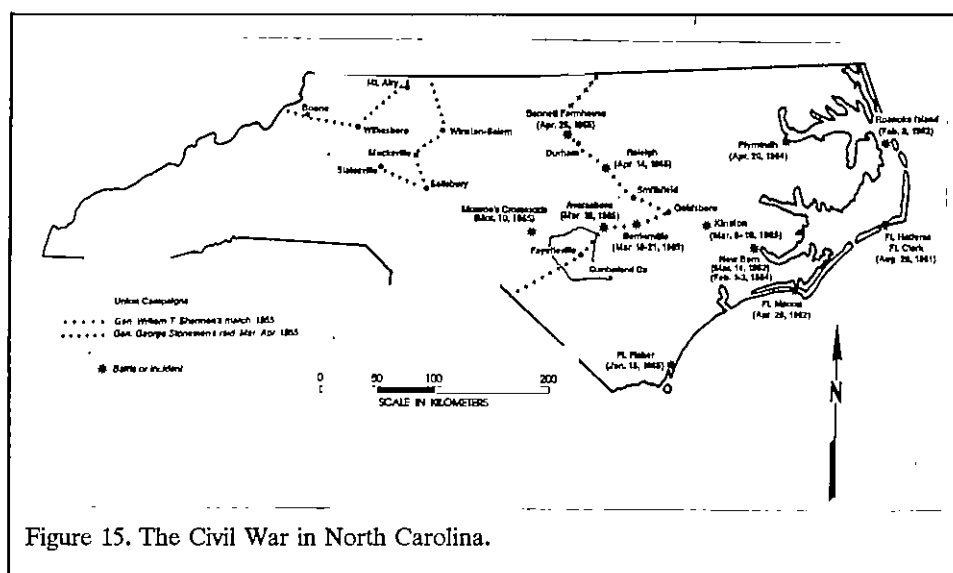 Mt. Airy
Boone
Wilkesboro
Winston-Salem
Mocksville
Statesville
Salisbury
Bennett Farmhouse
(Apr. 26, 1865)
Durham
Raleigh
(Apr. 14, 1865)
Smithfield
Goldsboro
Plymouth
(Apr. 20, 1864)
Roanoke Island
(Feb. 8, 1862)
Monroe's Crossroads
(Mar. 10, 1865)
Averasboro
(Mar. 16, 1865)
Bentonville
(Mar 19-21, 1865)
Kinston
(Mar. 8-10, 1865)
Fayetteville
Cumberland Co
New Bern
(Mar. 14, 1862)
(Feb. 1864)
Ft. Hatteras
Ft. Clark
(Aug. 1861)
Ft. Macon
(Apr. 1862)
Ft. Fisher
(Jan. 15, 1865)
Union Campaigns
Gen. William T. Sherman's march 1865
Gen. George Stoneman's raid Mar. Apr. 1865
Battle or incident
0 50 100 200
SCALE IN KILOMETERS
N
Figure 15. The Civil War in North Carolina.